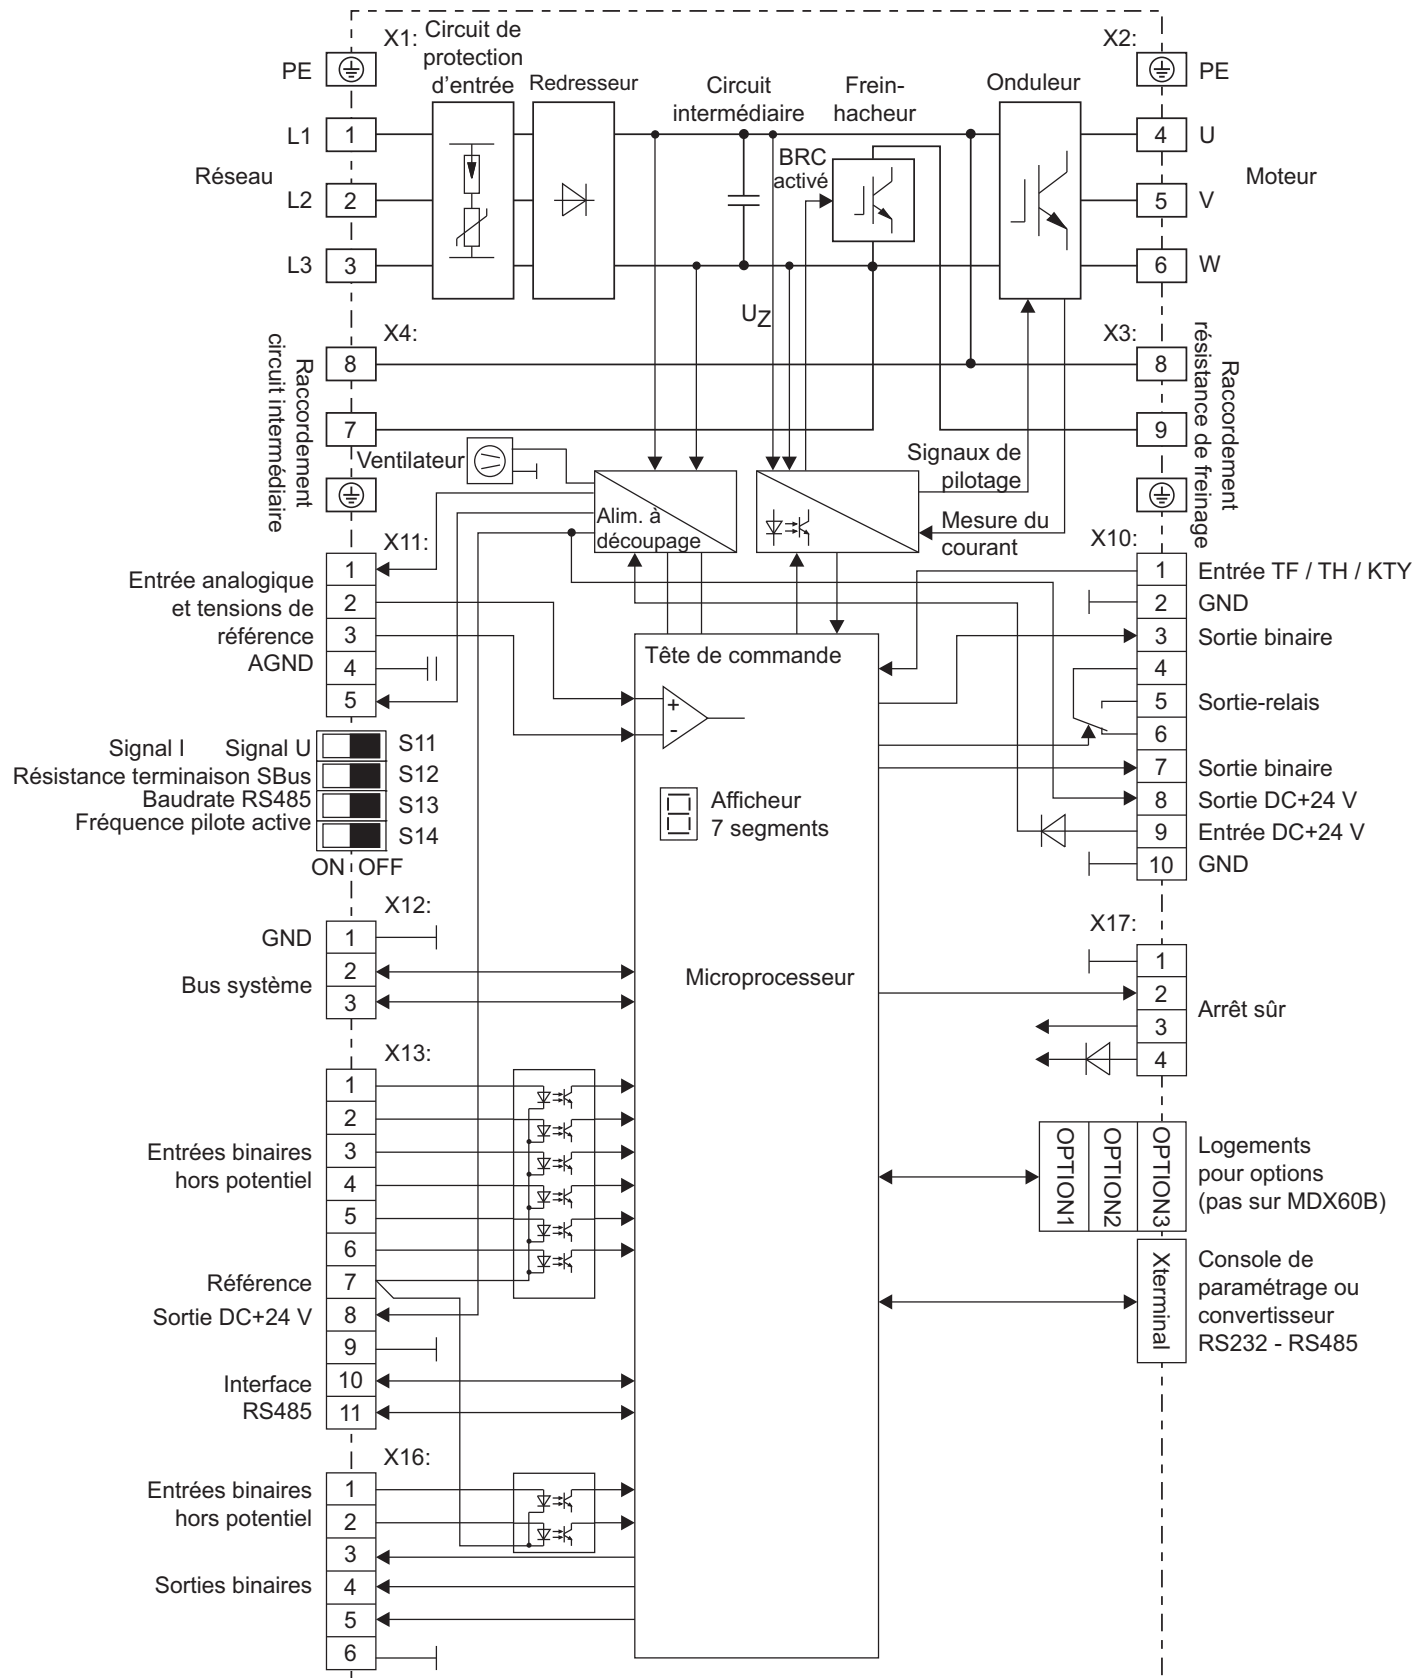 X1:
Circuit de
protection
d'entrée
Redresseur
Circuit
intermédiaire
Frein-
hacheur
Onduleur
X2:
PE
PE
L1
1
4
U
BRC
activé
Réseau
L2
2
5
V
Moteur
L3
3
6
W
UZ
X4:
X3:
Raccordement
circuit intermédiaire
8
7
8
9
Raccordement
résistance de freinage
Ventilateur
Alim. à
découpage
Signaux de
pilotage
Mesure du
courant
X11:
Entrée analogique
et tensions de
référence
AGND
1
2
3
4
5
X10:
1 Entrée TF / TH / KTY
2 GND
3 Sortie binaire
4
5 Sortie-relais
6
7 Sortie binaire
8 Sortie DC+24 V
9 Entrée DC+24 V
10 GND
Tête de commande
+
-
Afficheur
7 segments
Microprocesseur
Signal I Signal U S11
Résistance terminaison SBus S12
Baudrate RS485 S13
Fréquence pilote active S14
ON OFF
X12:
GND 1
Bus système
2
3
X17:
1
2
3
4
Arrêt sûr
X13:
1
2
3
4
5
6
Entrées binaires
hors potentiel
Référence 7
Sortie DC+24 V 8
9
Interface
RS485
10
11
OPTION1
OPTION2
OPTION3
Logements
pour options
(pas sur MDX60B)
Xterminal
Console de
paramétrage ou
convertisseur
RS232 - RS485
X16:
Entrées binaires
hors potentiel
1
2
3
Sorties binaires
4
5
6